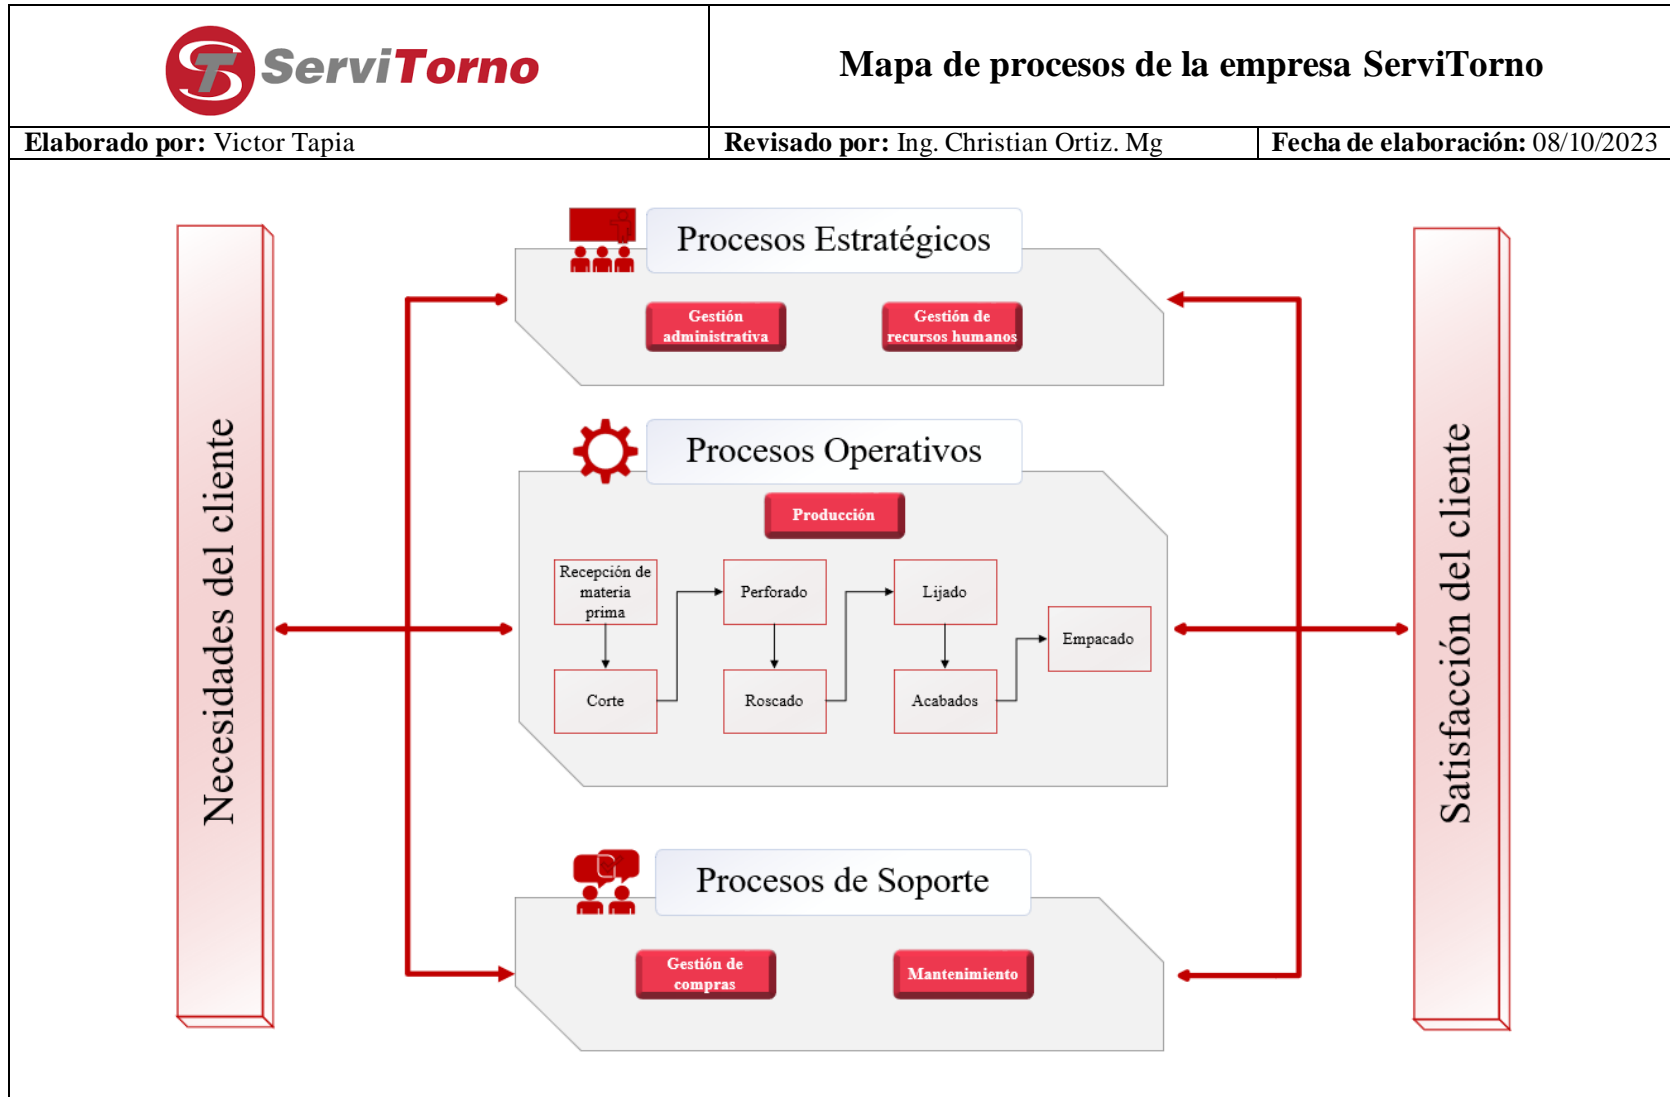 ServiTorno
Mapa de procesos de la empresa ServiTorno
Elaborado por: Victor Tapia
Revisado por: Ing. Christian Ortiz. Mg
Fecha de elaboración: 08/10/2023
Necesidades del cliente
Procesos Estratégicos
Gestión
administrativa
Gestión de
recursos humanos
Procesos Operativos
Producción
Recepción de
materia
prima
Corte
Perforado
Roscado
Lijado
Acabados
Empacado
Procesos de Soporte
Gestión de
compras
Mantenimiento
Satisfacción del cliente